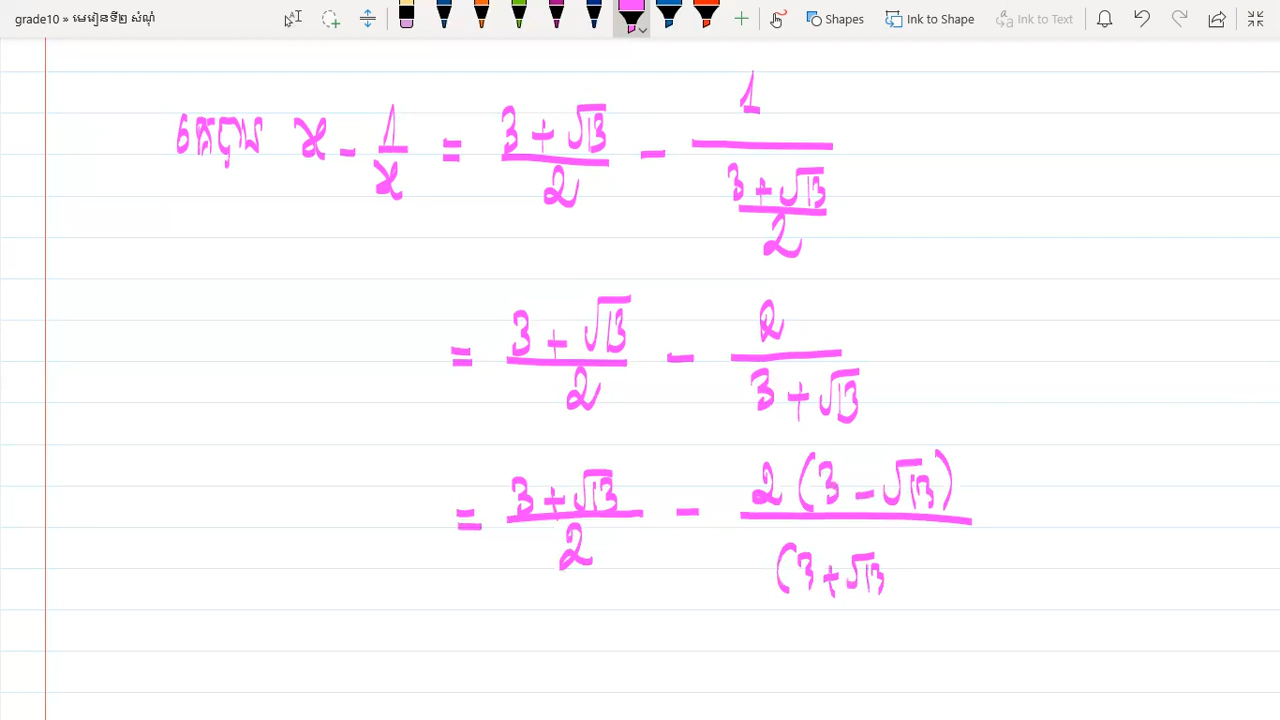 grade10 » មេរៀនទី២ សំណុំ
Shapes Ink to Shape Ink to Text
គេបាន x - 1/x = (3 + √13)/2 - 1/((3 + √13)/2)
= (3 + √13)/2 - 2/(3 + √13)
= (3 + √13)/2 - 2(3 - √13)/(3 + √13